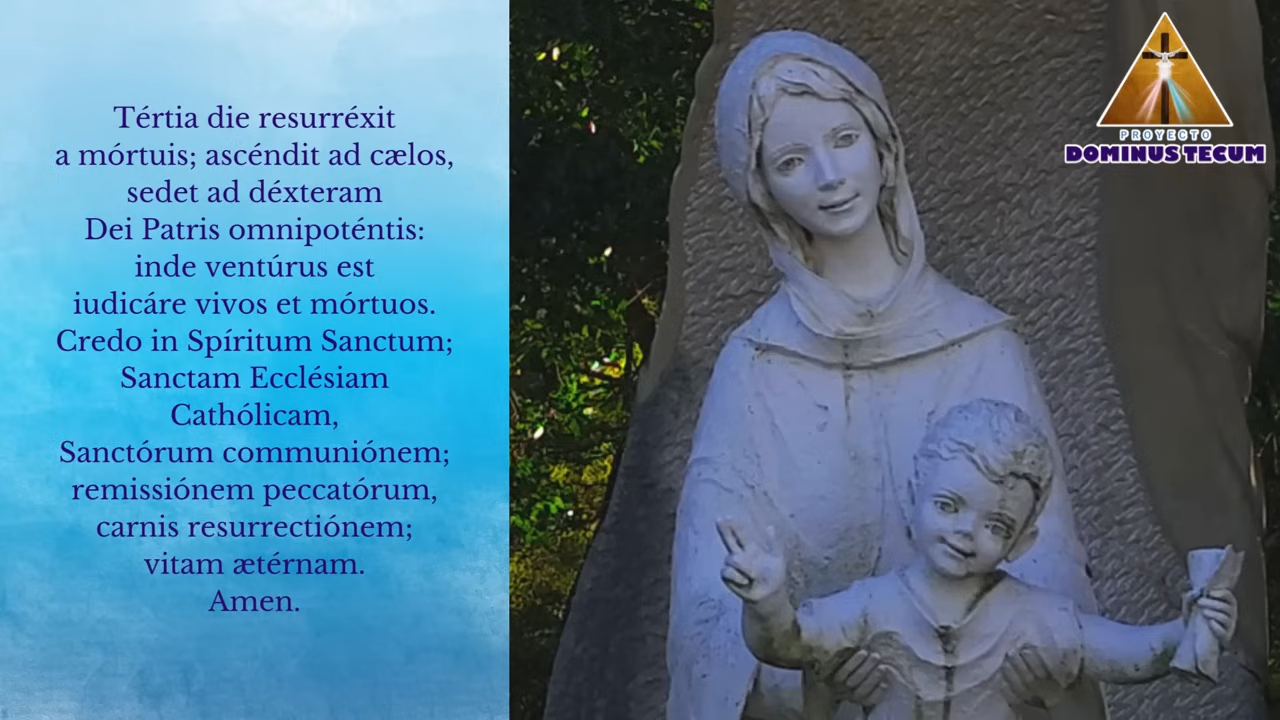 Tértia die resurréxit
a mórtuis; ascéndit ad cælos,
sedet ad déxteram
Dei Patris omnipoténtis:
inde ventúrus est
iudicáre vivos et mórtuos.
Credo in Spíritum Sanctum;
Sanctam Ecclésiam
Cathólicam,
Sanctórum communiónem;
remissiónem peccatórum,
carnis resurrectiónem;
vitam ætérnam.
Amen.
PROYECTO
DOMINUS TECUM